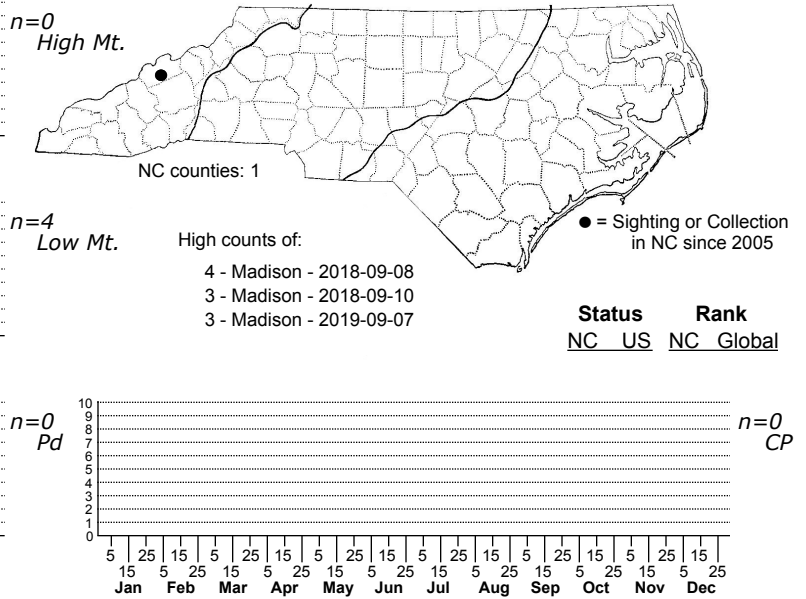 n=0
High Mt.
NC counties: 1
n=4
Low Mt.
High counts of:
4 - Madison - 2018-09-08
3 - Madison - 2018-09-10
3 - Madison - 2019-09-07
= Sighting or Collection
in NC since 2005
Status Rank
NC US NC Global
n=0
Pd
n=0
CP
10
9
8
7
6
5
4
3
2
1
0
5 25 15 5 25 15 5 25 15 5 25 15 5 25 15 5 25 15
15 5 25 15 5 25 15 5 25 15 5 25 15 5 25 15 5 25
Jan Feb Mar Apr May Jun Jul Aug Sep Oct Nov Dec